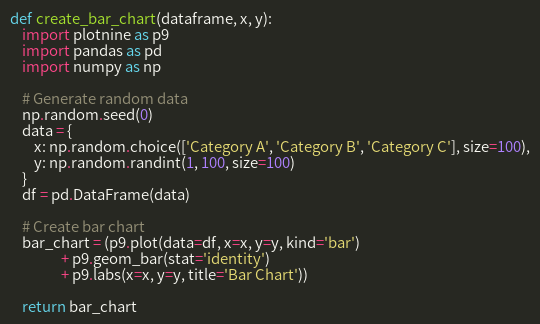 def create_bar_chart(dataframe, x, y):
    import plotnine as p9
    import pandas as pd
    import numpy as np

    # Generate random data
    np.random.seed(0)
    data = {
        x: np.random.choice(['Category A', 'Category B', 'Category C'], size=100),
        y: np.random.randint(1, 100, size=100)
    }
    df = pd.DataFrame(data)

    # Create bar chart
    bar_chart = (p9.plot(data=df, x=x, y=y, kind='bar')
                 + p9.geom_bar(stat='identity')
                 + p9.labs(x=x, y=y, title='Bar Chart'))

    return bar_chart